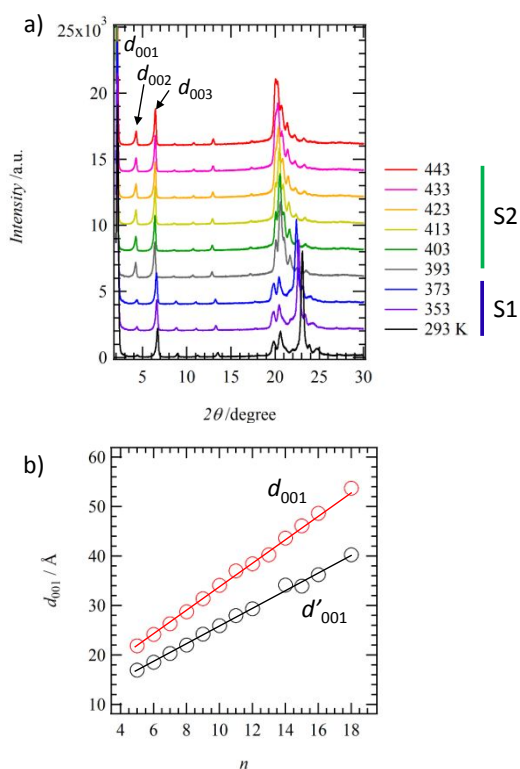 a)
25x10³
20
15
10
5
0
Intensity/a.u.
d001
d002
d003
5
10
15
20
25
30
2θ/degree
443
433
423
413
403
393
373
353
293 K
S2
S1
b)
60
50
40
30
20
10
d001 / Å
d001
d'001
4
6
8
10
12
14
16
18
n